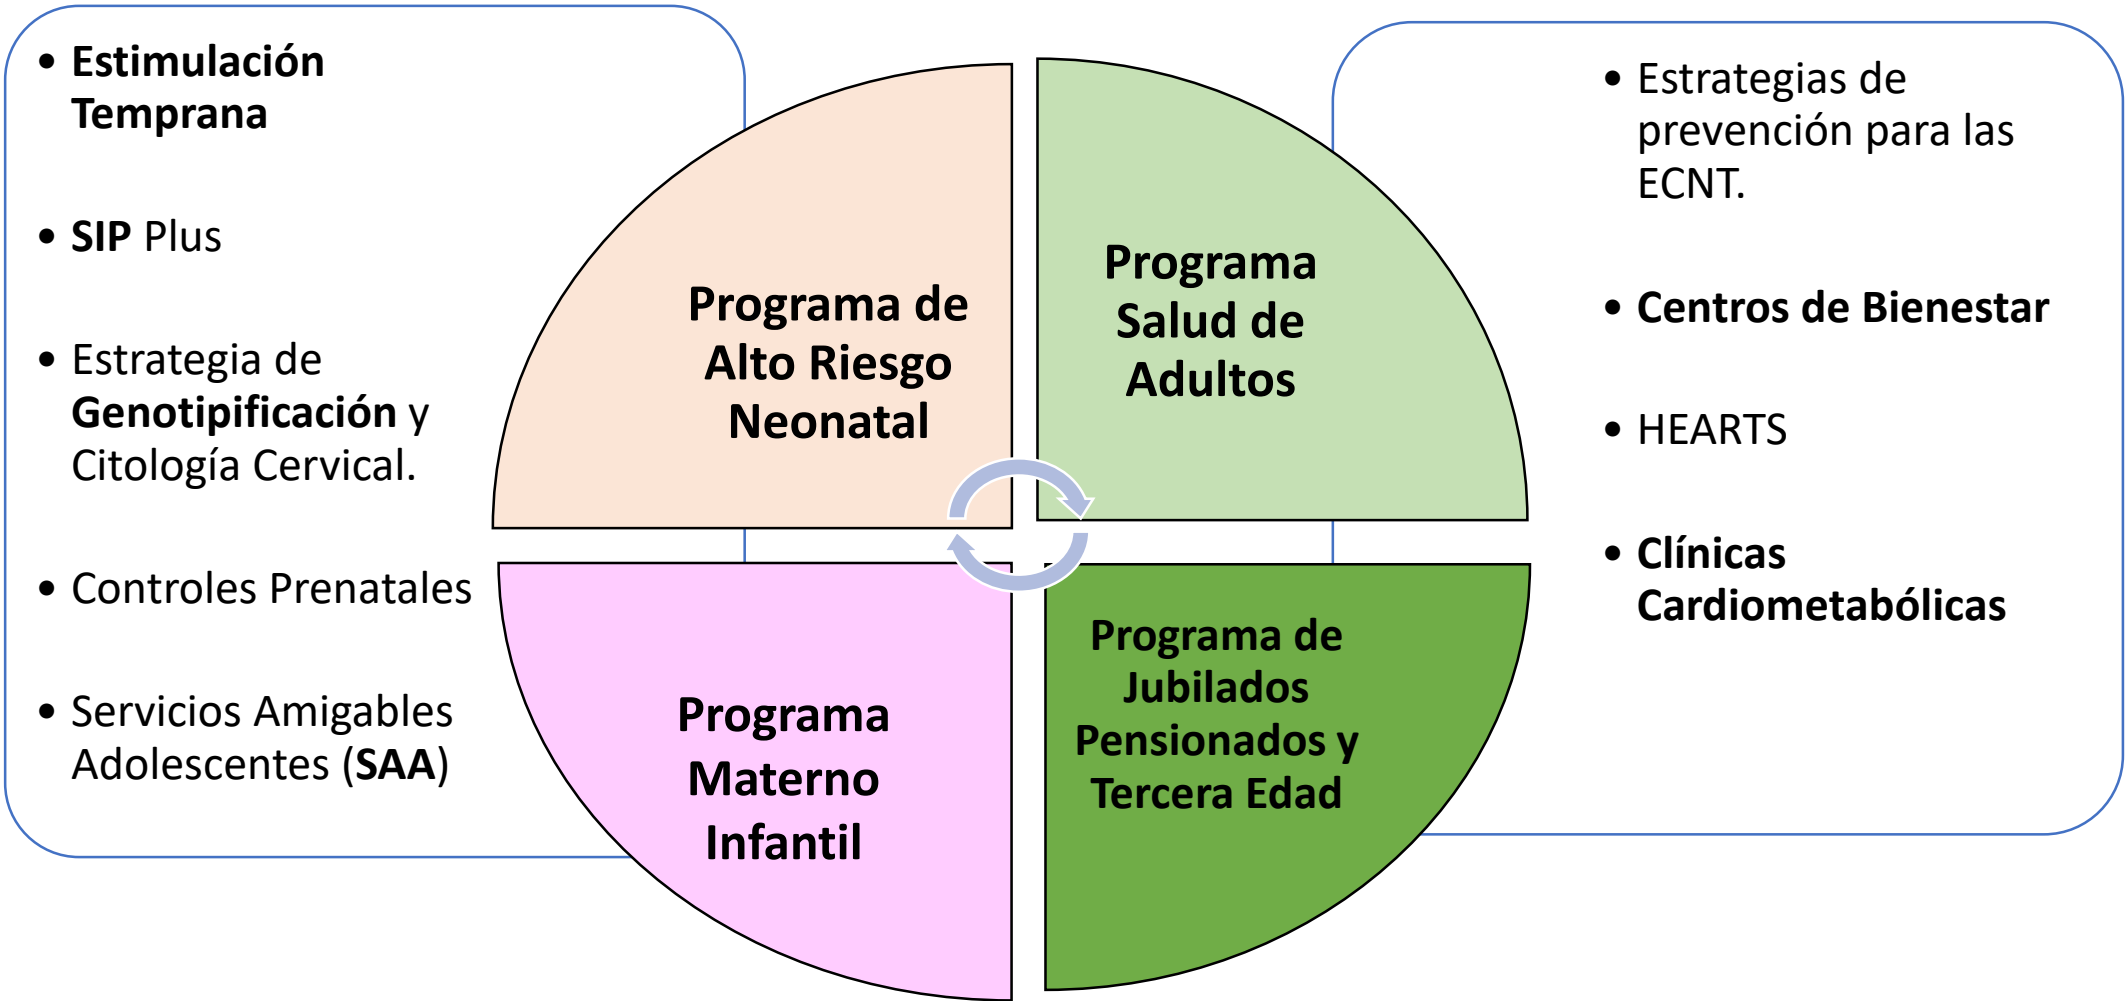 • Estimulación
Temprana
• SIP Plus
• Estrategia de
Genotipificación y
Citología Cervical.
• Controles Prenatales
• Servicios Amigables
Adolescentes (SAA)
Programa de
Alto Riesgo
Neonatal
Programa
Salud de
Adultos
Programa
Materno
Infantil
Programa de
Jubilados
Pensionados y
Tercera Edad
• Estrategias de
prevención para las
ECNT.
• Centros de Bienestar
• HEARTS
• Clínicas
Cardiometabólicas